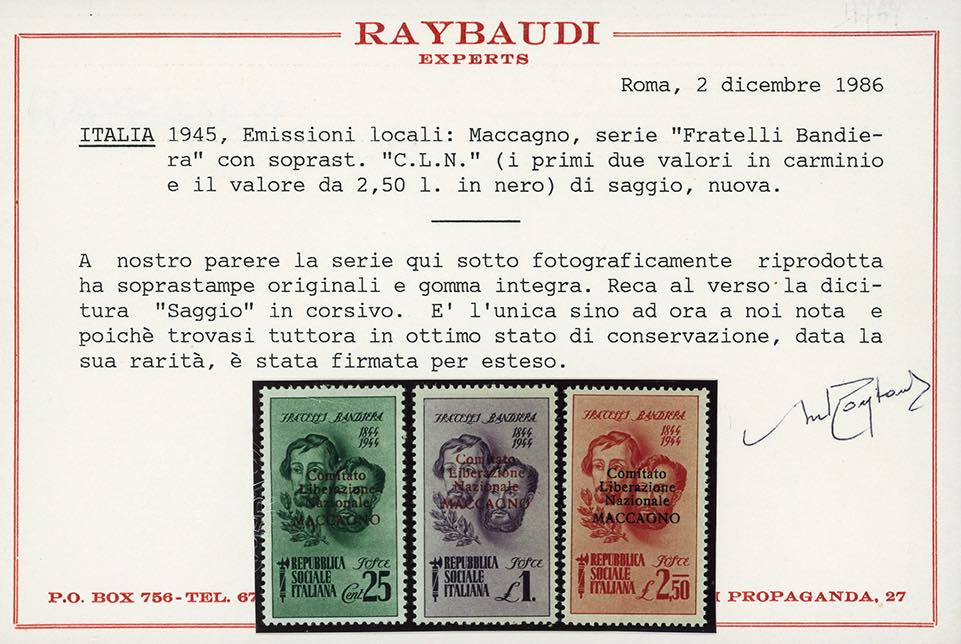 RAYBAUDI
EXPERTS
Roma, 2 dicembre 1986
ITALIA 1945, Emissioni locali: Maccagno, serie "Fratelli Bandie-
ra" con soprast. "C.L.N." (i primi due valori in carminio
e il valore da 2,50 l. in nero) di saggio, nuova.
A nostro parere la serie qui sotto fotograficamente riprodotta
ha soprastampe originali e gomma integra. Reca al verso la dici-
tura "Saggio" in corsivo. E' l'unica sino ad ora a noi nota e
poichè trovasi tuttora in ottimo stato di conservazione, data la
sua rarità, è stata firmata per esteso.
FRATELLI BANDIERA
1844
1944
Comitato
Liberazione
Nazionale
MACCAGNO
REPUBBLICA
SOCIALE
ITALIANA
POSTE
Cent. 25
FRATELLI BANDIERA
1844
1944
Comitato
Liberazione
Nazionale
MACCAGNO
REPUBBLICA
SOCIALE
ITALIANA
POSTE
£1.
FRATELLI BANDIERA
1844
1944
Comitato
Liberazione
Nazionale
MACCAGNO
REPUBBLICA
SOCIALE
ITALIANA
POSTE
£2,50
P.O. BOX 756-TEL. 67
I PROPAGANDA, 27